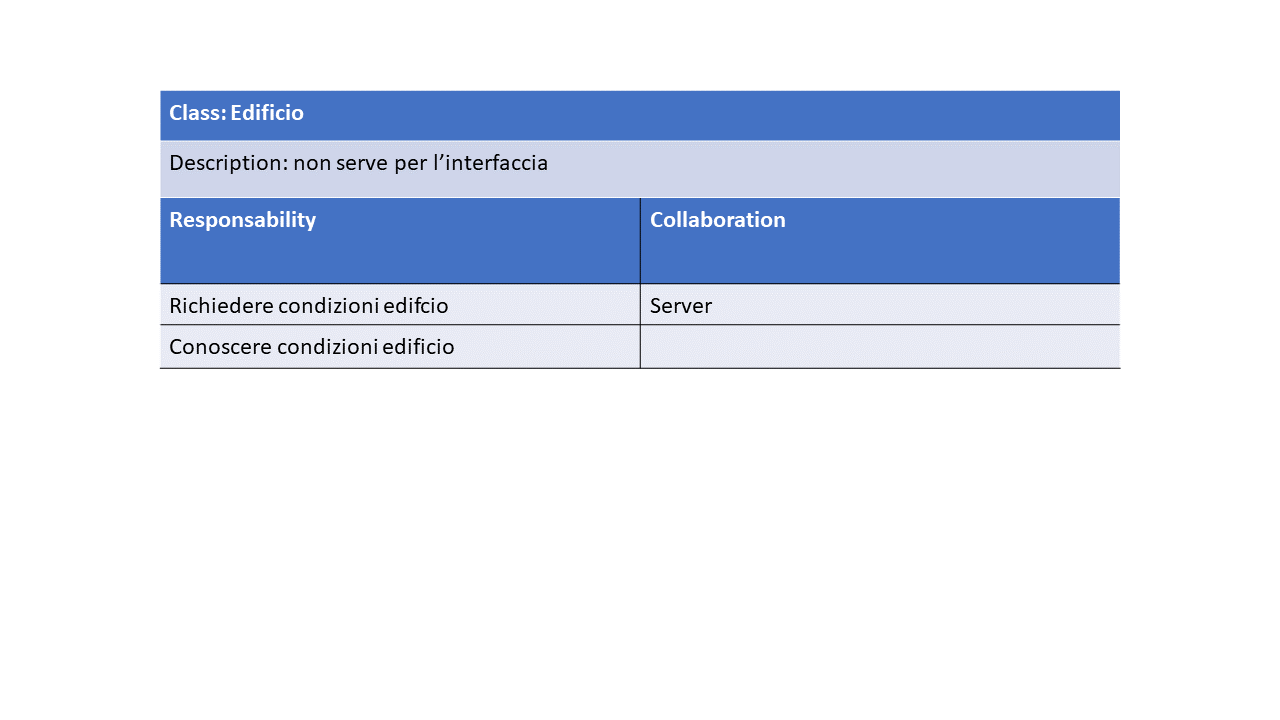 Class: Edificio
Description: non serve per l’interfaccia
Responsability
Collaboration
Richiedere condizioni edifcio
Server
Conoscere condizioni edificio